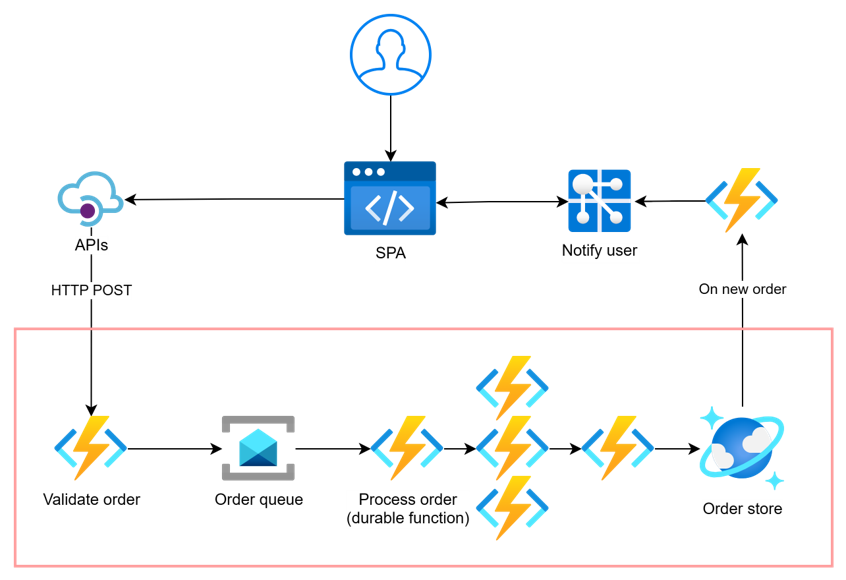 APIs
SPA
Notify user
HTTP POST
On new order
Validate order
Order queue
Process order
(durable function)
Order store